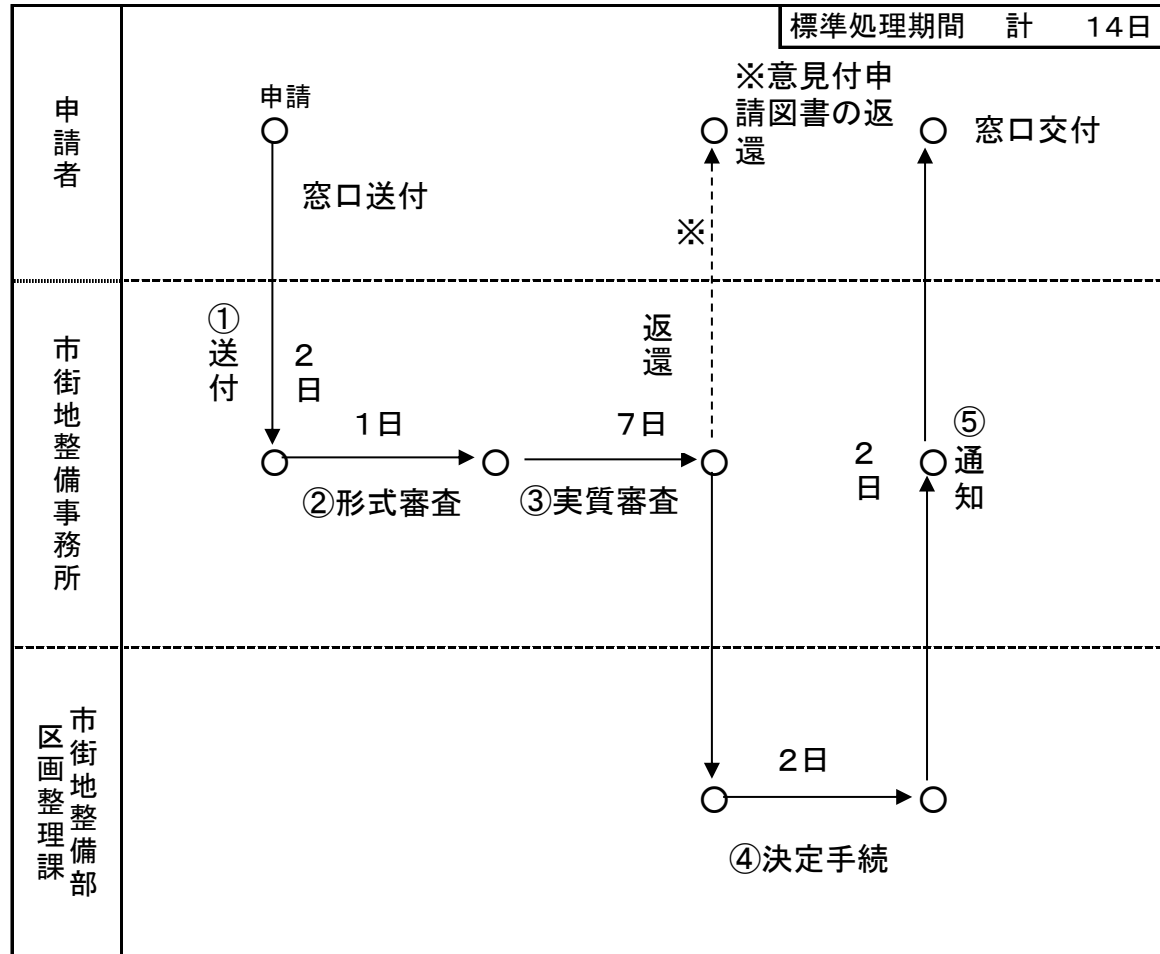 標準処理期間　計　14日
申請者
申請
窓口送付
※意見付申
請図書の返
還
※
窓口交付
市街地整備事務所
①送付
2日
1日
②形式審査
7日
③実質審査
返還
2日
⑤通知
市街地整備部
区画整理課
2日
④決定手続